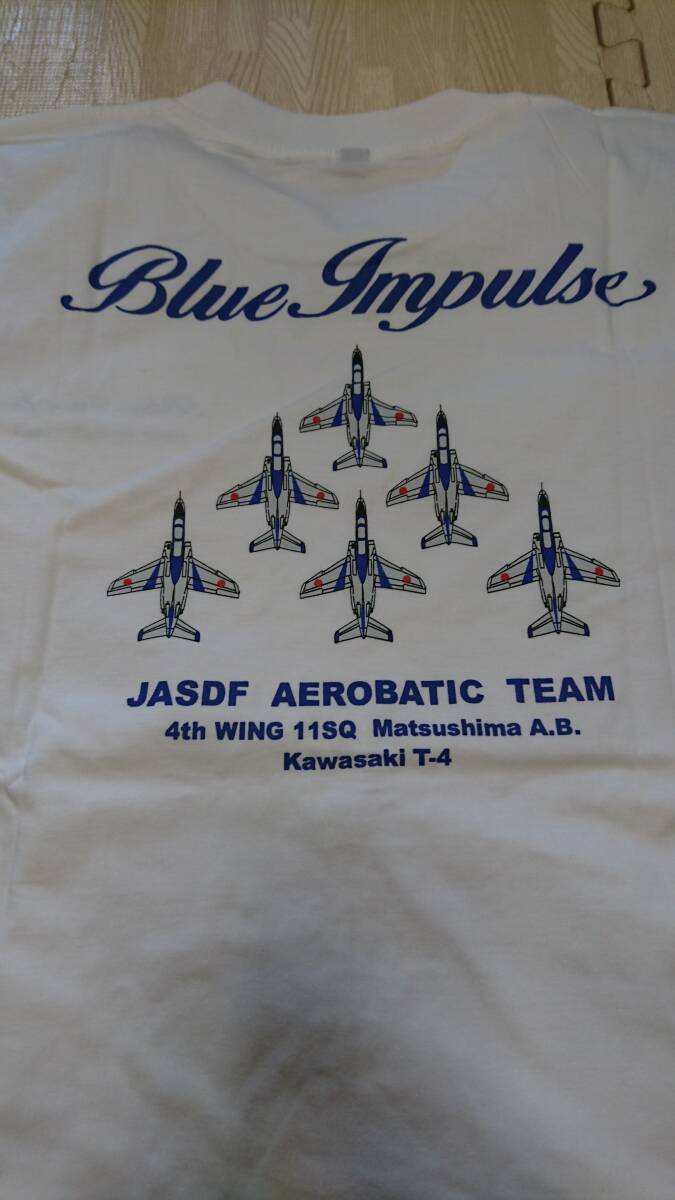 Blue Impulse
JASDF AEROBATIC TEAM
4th WING 11SQ Matsushima A.B.
Kawasaki T-4